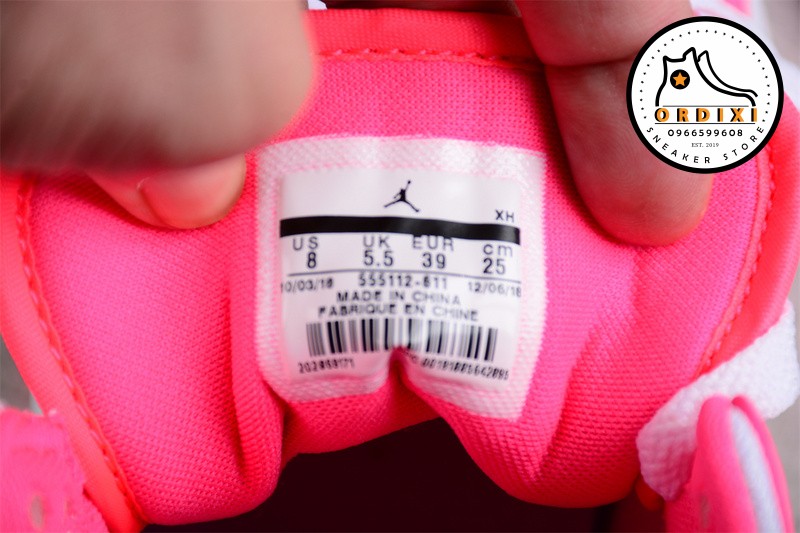 ORDIXI
0966599608
EST. 2019
SNEAKER STORE
XH
US UK EUR cm
8 5.5 39 25
10/03/18 555112-611 12/06/18
MADE IN CHINA
FABRIQUE EN CHINE